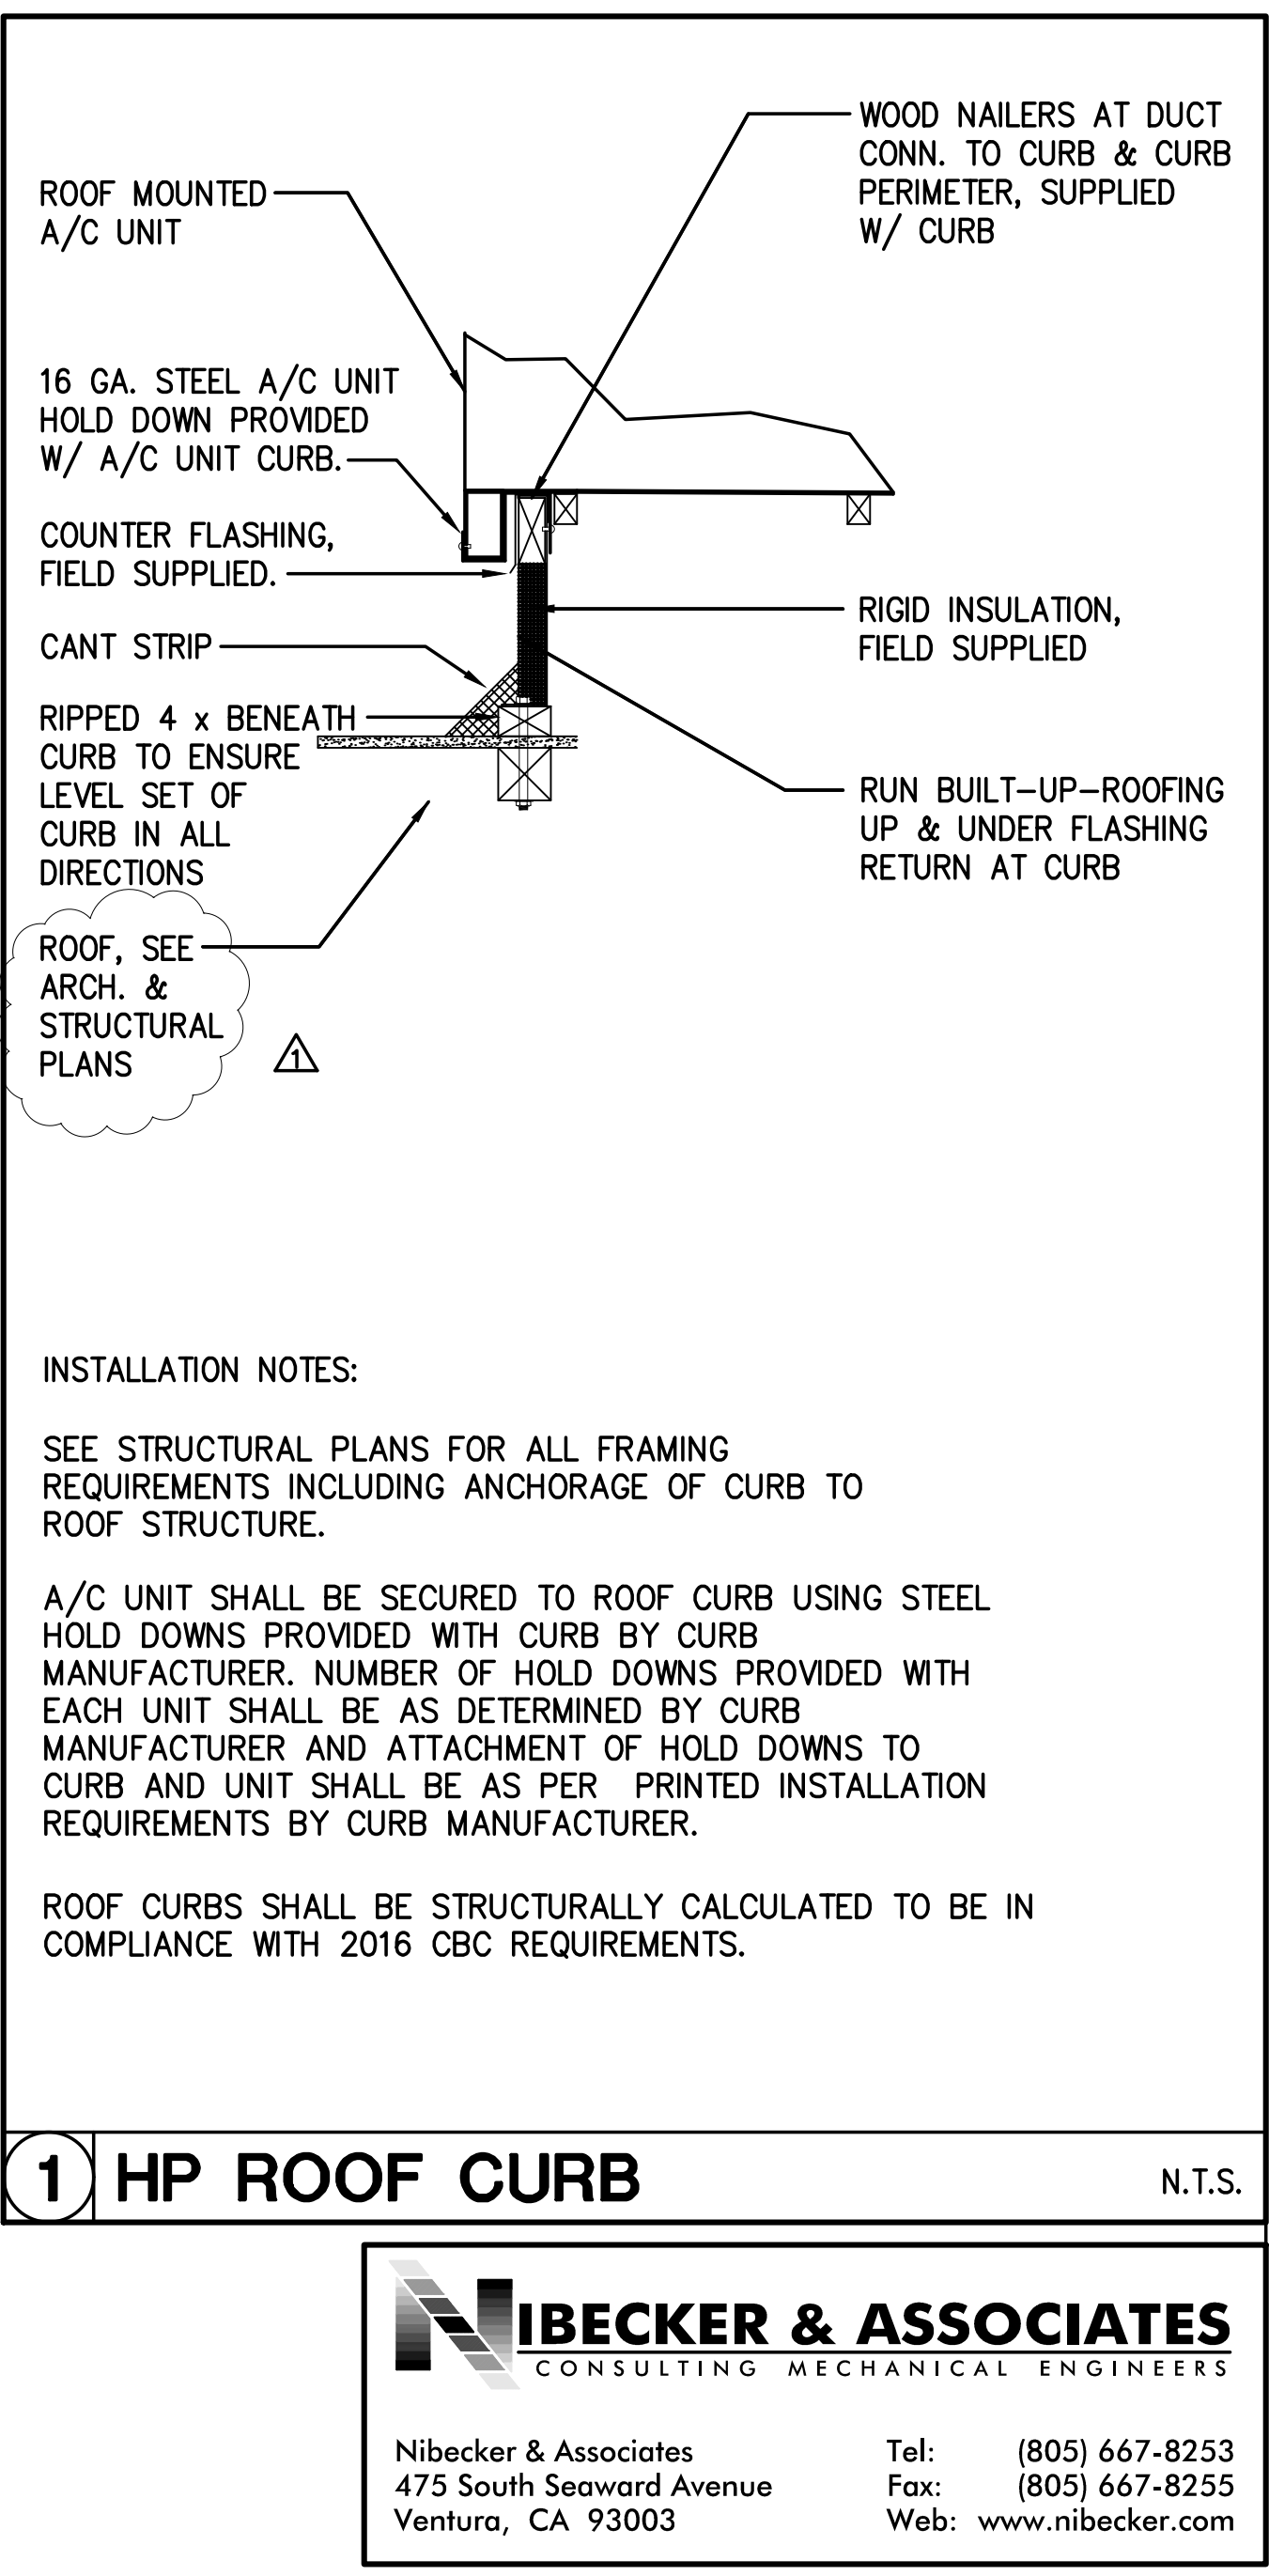 WOOD NAILERS AT DUCT
CONN. TO CURB & CURB
PERIMETER, SUPPLIED
W/ CURB
ROOF MOUNTED
A/C UNIT
16 GA. STEEL A/C UNIT
HOLD DOWN PROVIDED
W/ A/C UNIT CURB.
COUNTER FLASHING,
FIELD SUPPLIED.
RIGID INSULATION,
FIELD SUPPLIED
CANT STRIP
RIPPED 4 x BENEATH
CURB TO ENSURE
LEVEL SET OF
CURB IN ALL
DIRECTIONS
RUN BUILT-UP-ROOFING
UP & UNDER FLASHING
RETURN AT CURB
ROOF, SEE
ARCH. &
STRUCTURAL
PLANS
1
INSTALLATION NOTES:
SEE STRUCTURAL PLANS FOR ALL FRAMING
REQUIREMENTS INCLUDING ANCHORAGE OF CURB TO
ROOF STRUCTURE.
A/C UNIT SHALL BE SECURED TO ROOF CURB USING STEEL
HOLD DOWNS PROVIDED WITH CURB BY CURB
MANUFACTURER. NUMBER OF HOLD DOWNS PROVIDED WITH
EACH UNIT SHALL BE AS DETERMINED BY CURB
MANUFACTURER AND ATTACHMENT OF HOLD DOWNS TO
CURB AND UNIT SHALL BE AS PER PRINTED INSTALLATION
REQUIREMENTS BY CURB MANUFACTURER.
ROOF CURBS SHALL BE STRUCTURALLY CALCULATED TO BE IN
COMPLIANCE WITH 2016 CBC REQUIREMENTS.
1 HP ROOF CURB N.T.S.
NIBECKER & ASSOCIATES
CONSULTING MECHANICAL ENGINEERS
Nibecker & Associates Tel: (805) 667-8253
475 South Seaward Avenue Fax: (805) 667-8255
Ventura, CA 93003 Web: www.nibecker.com